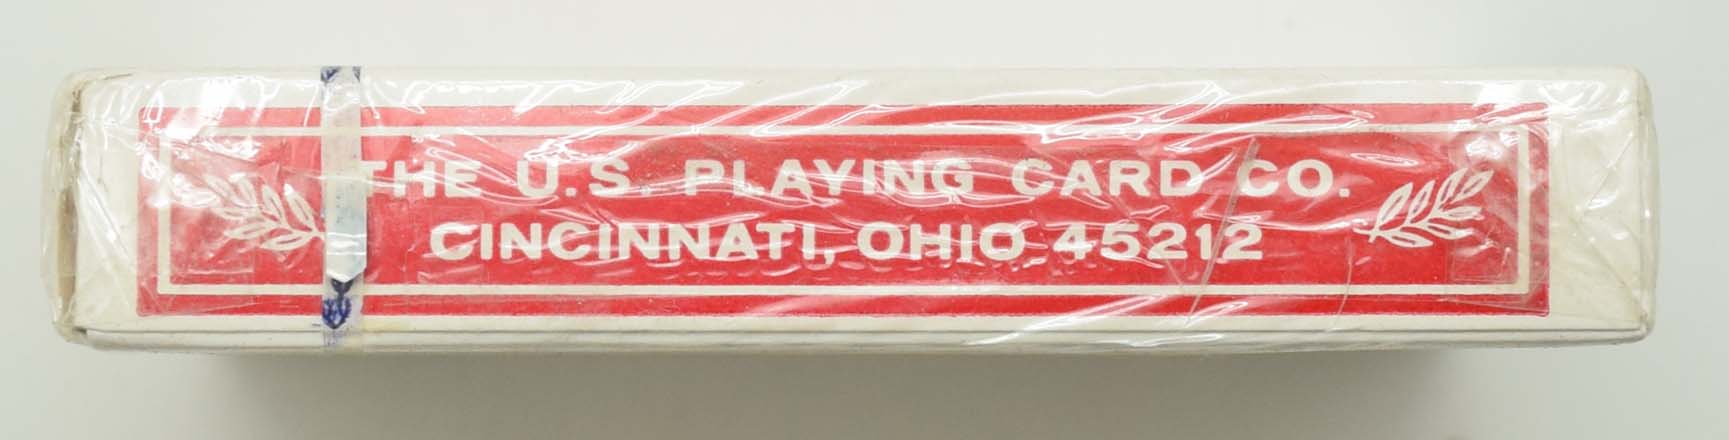 THE U.S. PLAYING CARD CO.
CINCINNATI, OHIO 45212